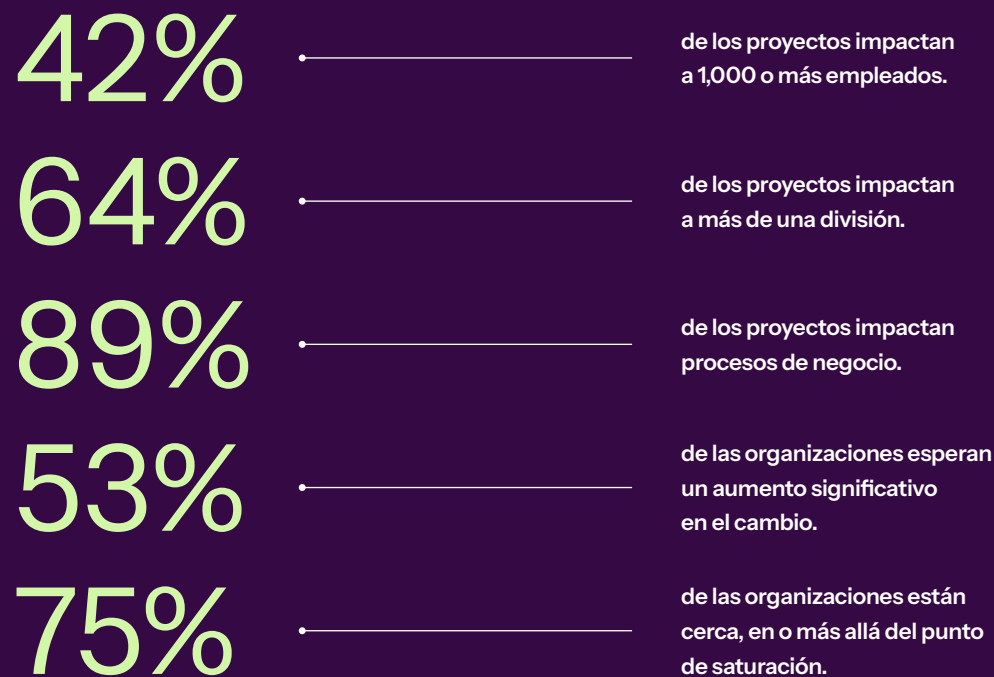 42%
de los proyectos impactan
a 1,000 o más empleados.
64%
de los proyectos impactan
a más de una división.
89%
de los proyectos impactan
procesos de negocio.
53%
de las organizaciones esperan
un aumento significativo
en el cambio.
75%
de las organizaciones están
cerca, en o más allá del punto
de saturación.